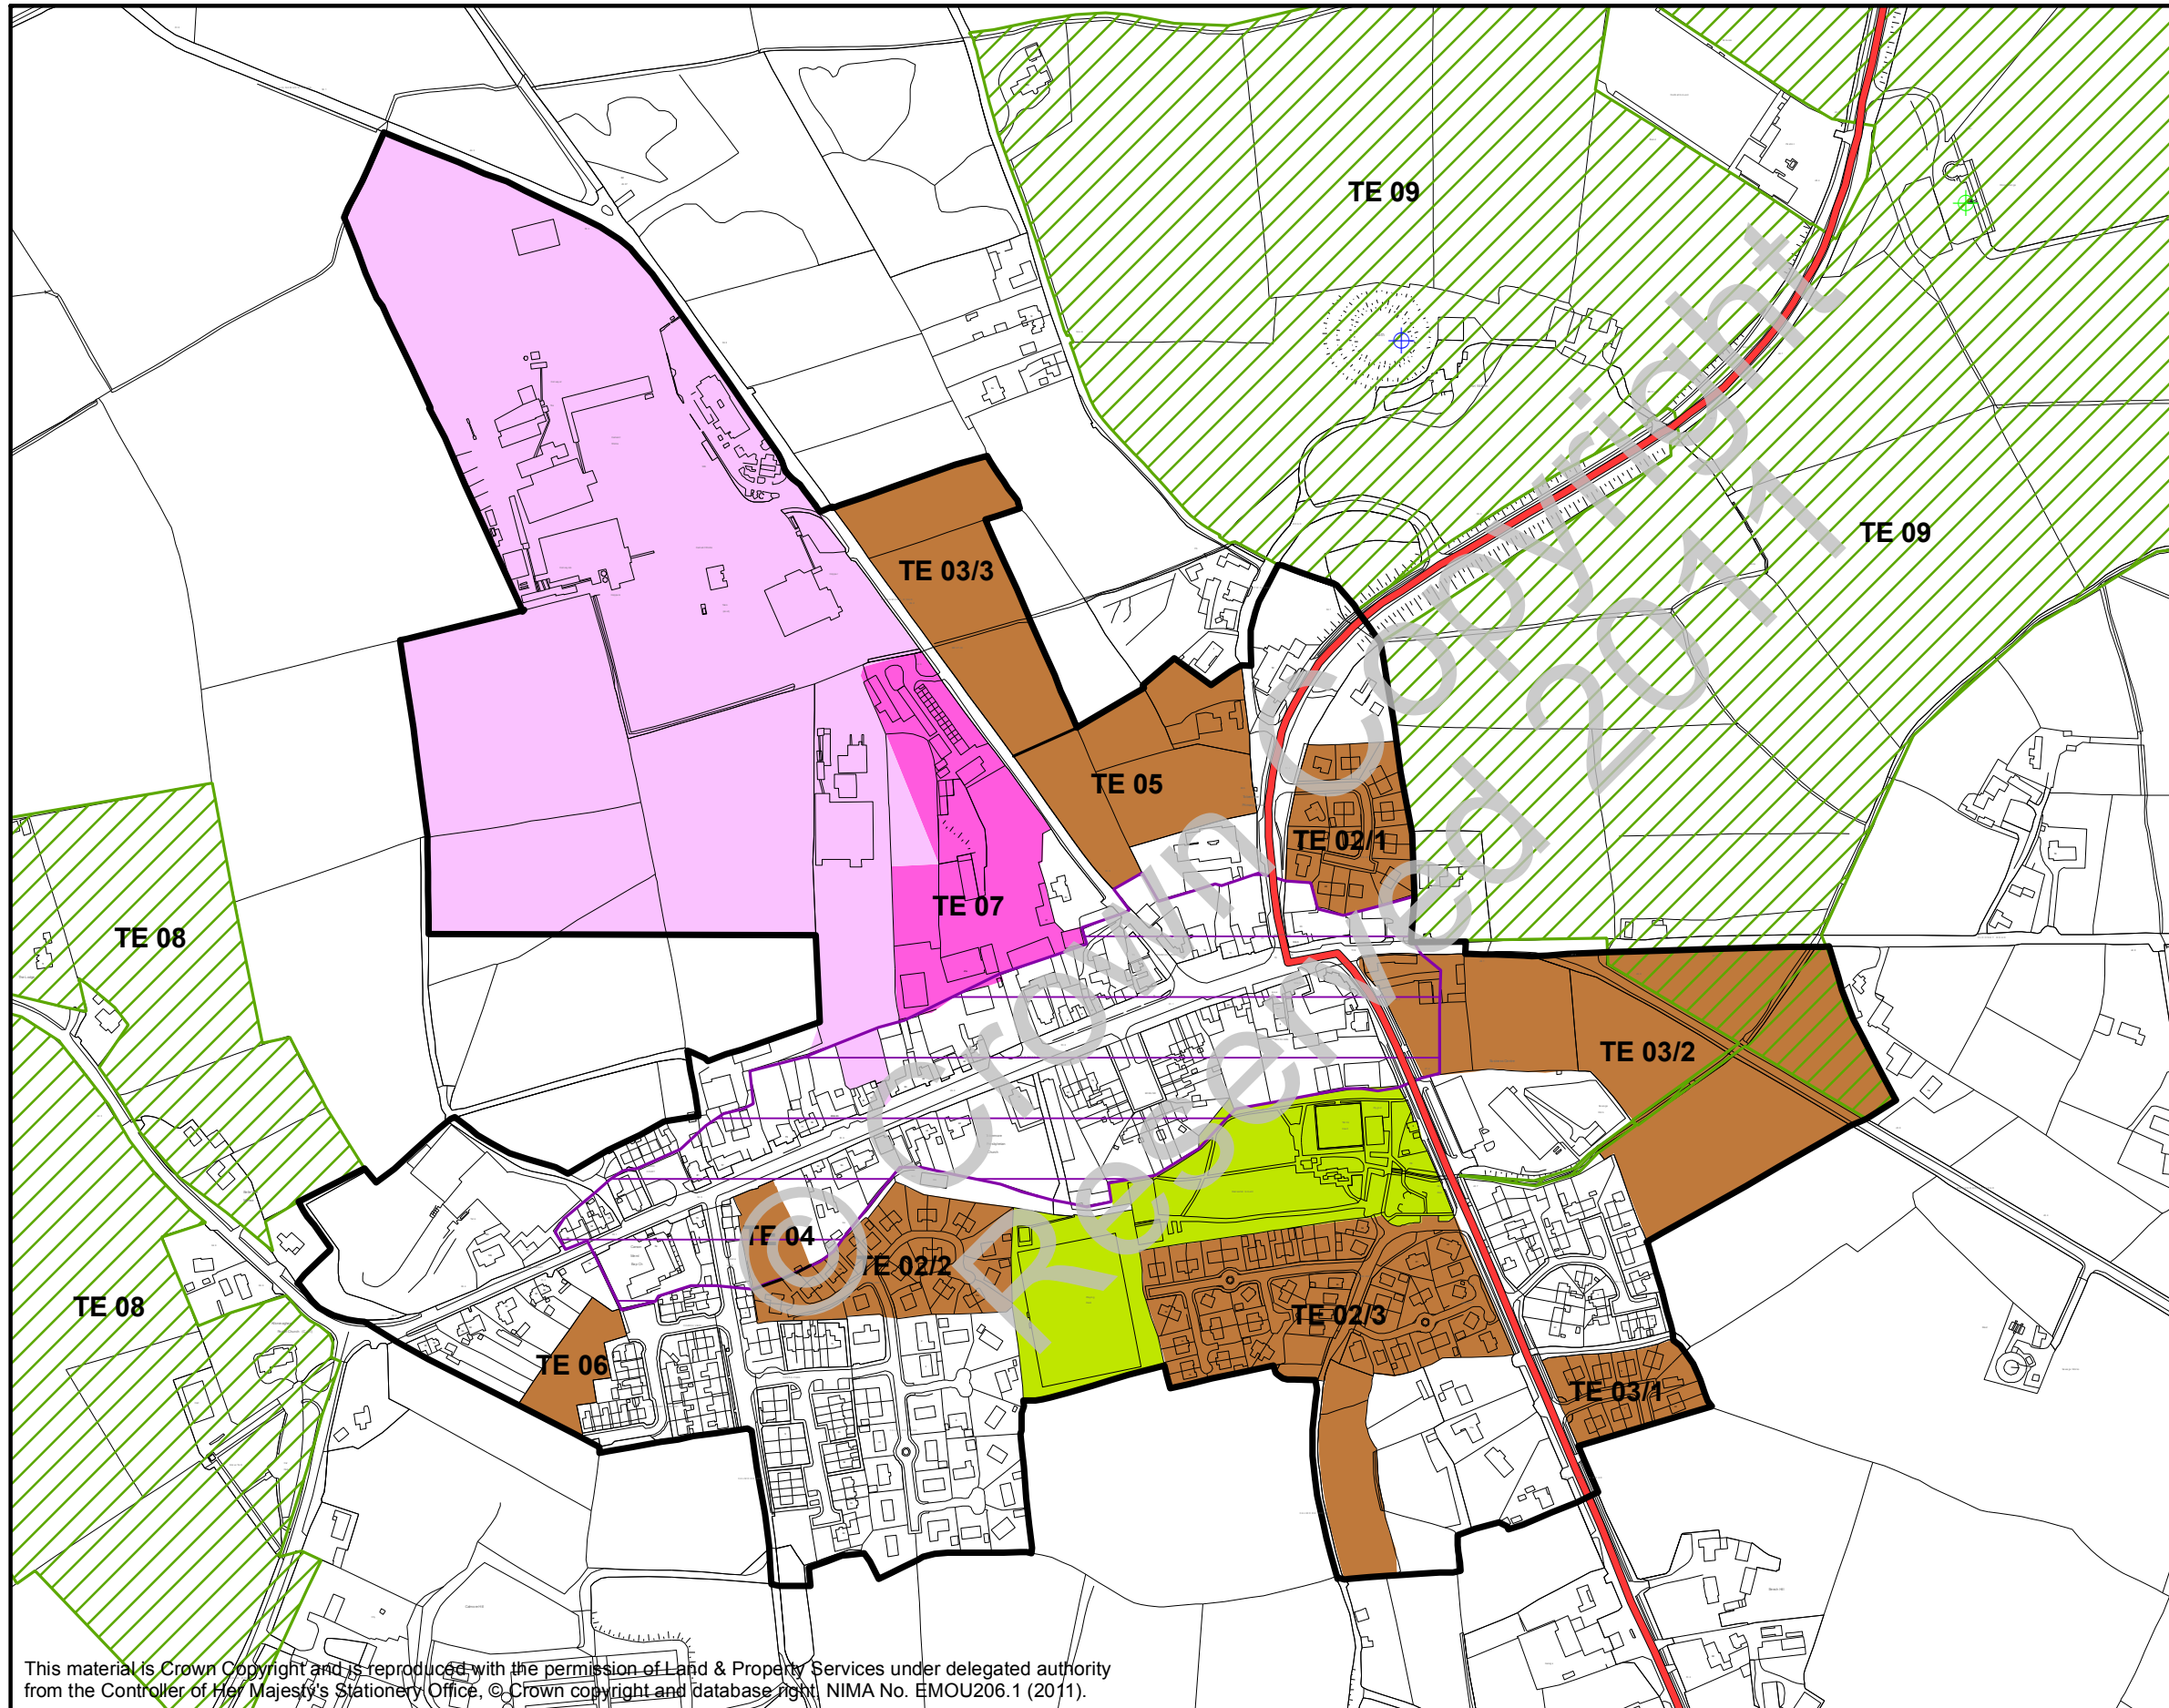 TE 09
TE 09
TE 03/3
TE 05
TE 02/1
TE 07
TE 08
TE 03/2
TE 04
TE 02/2
TE 08
TE 02/3
TE 06
TE 03/1
© Crown Copyright
Reserved 2011
This material is Crown Copyright and is reproduced with the permission of Land & Property Services under delegated authority
from the Controller of Her Majesty's Stationery Office, © Crown copyright and database right, NIMA No. EMOU206.1 (2011).